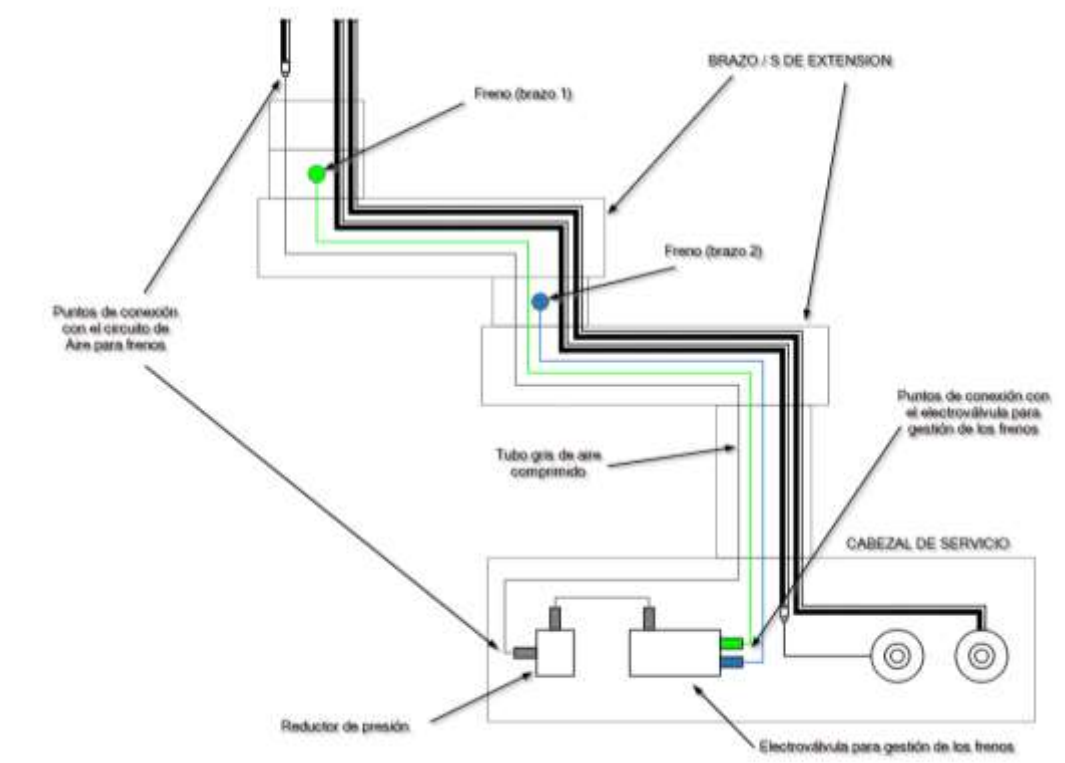 BRAZO / S DE EXTENSION
Freno (brazo 1)
Freno (brazo 2)
Puntos de conexión
con el circuito de
Aire para frenos
Puntos de conexión con
el electroválvula para
gestión de los frenos
Tubo gris de aire
comprimido
CABEZAL DE SERVICIO
Reductor de presión
Electroválvula para gestión de los frenos